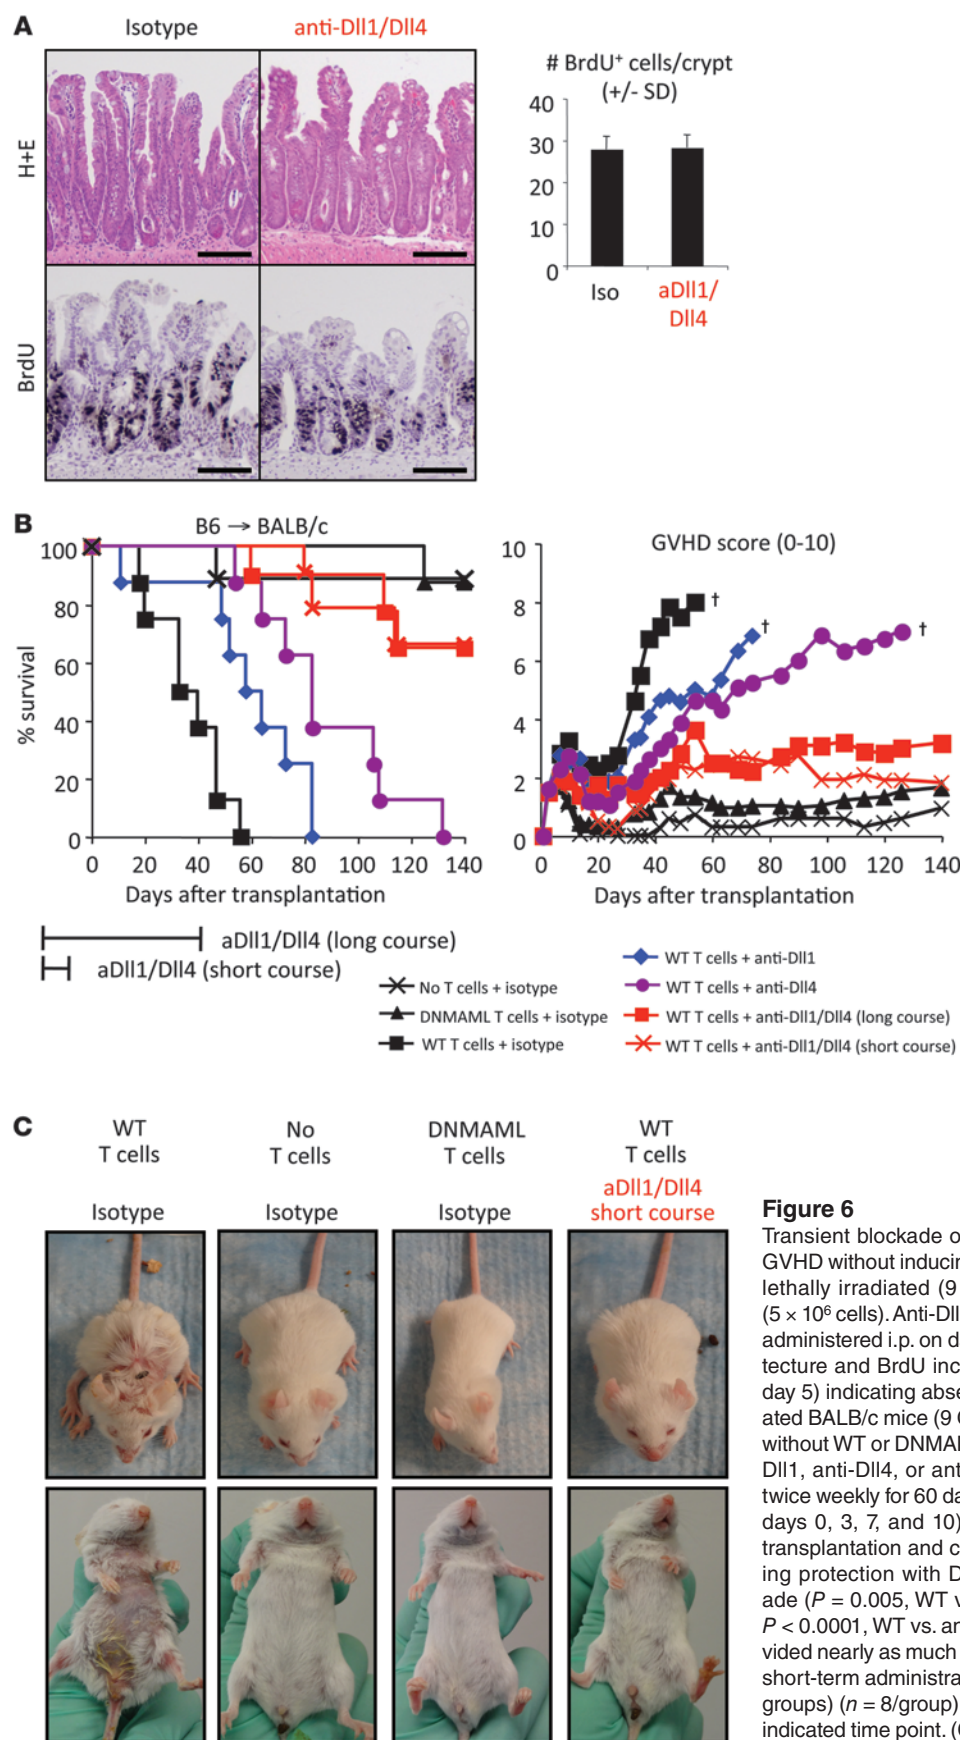 A
Isotype
anti-Dll1/Dll4
H+E
BrdU
# BrdU⁺ cells/crypt
(+/- SD)
40
30
20
10
0
Iso
aDll1/
Dll4
B
B6 → BALB/c
% survival
100
80
60
40
20
0
0 20 40 60 80 100 120 140
Days after transplantation
GVHD score (0-10)
10
8
6
4
2
0
†
†
†
0 20 40 60 80 100 120 140
Days after transplantation
aDll1/Dll4 (long course)
aDll1/Dll4 (short course)
No T cells + isotype
DNMAML T cells + isotype
WT T cells + isotype
WT T cells + anti-Dll1
WT T cells + anti-Dll4
WT T cells + anti-Dll1/Dll4 (long course)
WT T cells + anti-Dll1/Dll4 (short course)
C
WT
T cells
Isotype
No
T cells
Isotype
DNMAML
T cells
Isotype
WT
T cells
aDll1/Dll4
short course
Figure 6
Transient blockade o
GVHD without inducin
lethally irradiated (9
(5 × 10⁶ cells). Anti-Dll
administered i.p. on d
tecture and BrdU inc
day 5) indicating abse
ated BALB/c mice (9 G
without WT or DNMAM
Dll1, anti-Dll4, or ant
twice weekly for 60 da
days 0, 3, 7, and 10)
transplantation and c
ing protection with D
ade (P = 0.005, WT v
P < 0.0001, WT vs. an
vided nearly as much
short-term administra
groups) (n = 8/group)
indicated time point. (